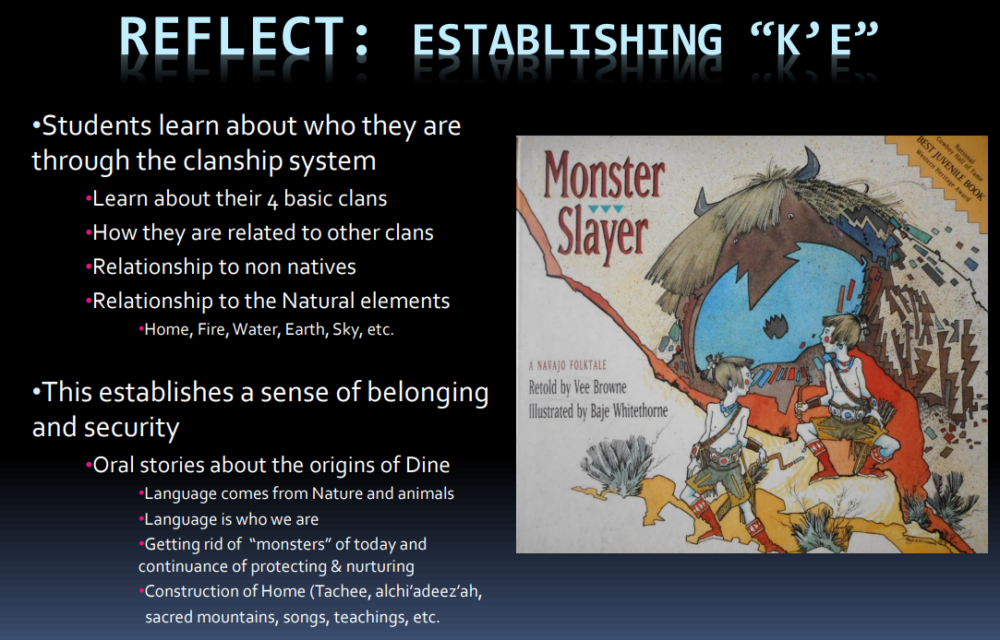 REFLECT: ESTABLISHING “K’E”
•Students learn about who they are
through the clanship system
•Learn about their 4 basic clans
•How they are related to other clans
•Relationship to non natives
•Relationship to the Natural elements
•Home, Fire, Water, Earth, Sky, etc.
•This establishes a sense of belonging
and security
•Oral stories about the origins of Dine
•Language comes from Nature and animals
•Language is who we are
•Getting rid of “monsters” of today and
continuance of protecting & nurturing
•Construction of Home (Tachee, alchi’adeez’ah,
sacred mountains, songs, teachings, etc.
Monster
Slayer
A NAVAJO FOLKTALE
Retold by Vee Browne
Illustrated by Baje Whitethorne
National
Cowboy Hall of Fame
BEST JUVENILE BOOK
Western Heritage Award